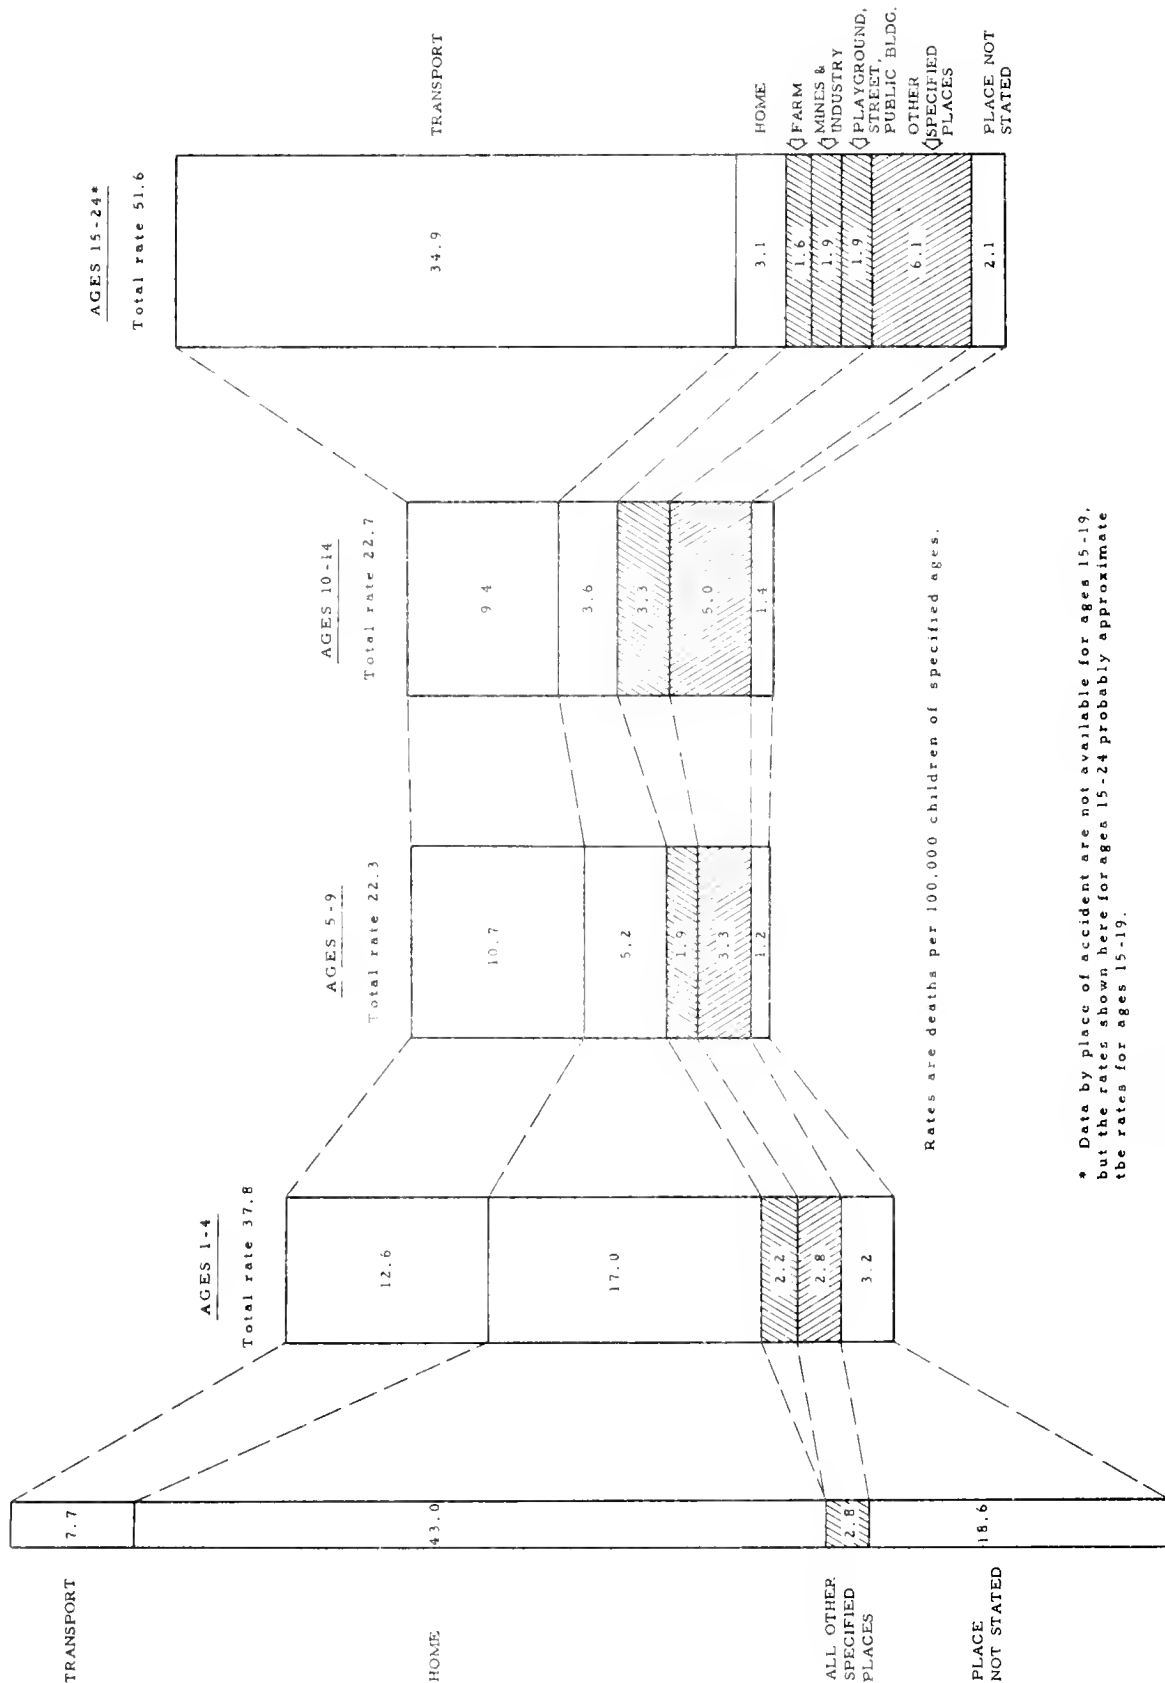 TRANSPORT
HOME
ALL OTHER
SPECIFIED
PLACES
PLACE
NOT STATED
7.7
43.0
2.8
18.6
AGES 1-4
Total rate 37.8
12.6
17.0
2.2
2.8
3.2
AGES 5-9
Total rate 22.3
10.7
5.2
1.9
3.3
1.2
AGES 10-14
Total rate 22.7
9.4
3.6
3.3
5.0
1.4
AGES 15-24*
Total rate 51.6
34.9
3.1
1.6
1.9
1.9
6.1
2.1
TRANSPORT
HOME
FARM
MINES &
INDUSTRY
PLAYGROUND,
STREET,
PUBLIC BLDG.
OTHER
SPECIFIED
PLACES
PLACE NOT
STATED
Rates are deaths per 100,000 children of specified ages.
* Data by place of accident are not available for ages 15-19,
but the rates shown here for ages 15-24 probably approximate
the rates for ages 15-19.